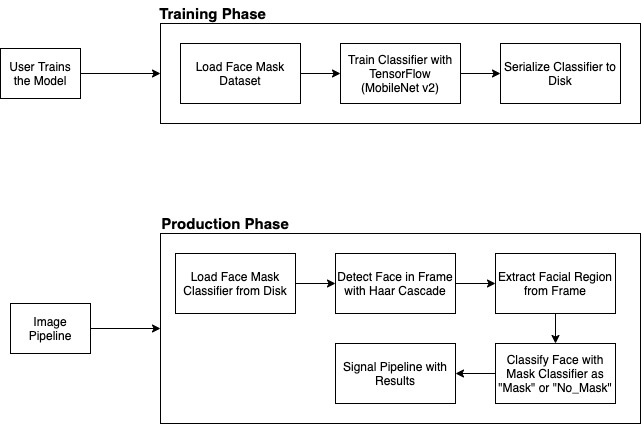 Training Phase
User Trains
the Model
Load Face Mask
Dataset
Train Classifier with
TensorFlow
(MobileNet v2)
Serialize Classifier to
Disk
Production Phase
Image
Pipeline
Load Face Mask
Classifier from Disk
Detect Face in Frame
with Haar Cascade
Extract Facial Region
from Frame
Classify Face with
Mask Classifier as
"Mask" or "No_Mask"
Signal Pipeline with
Results